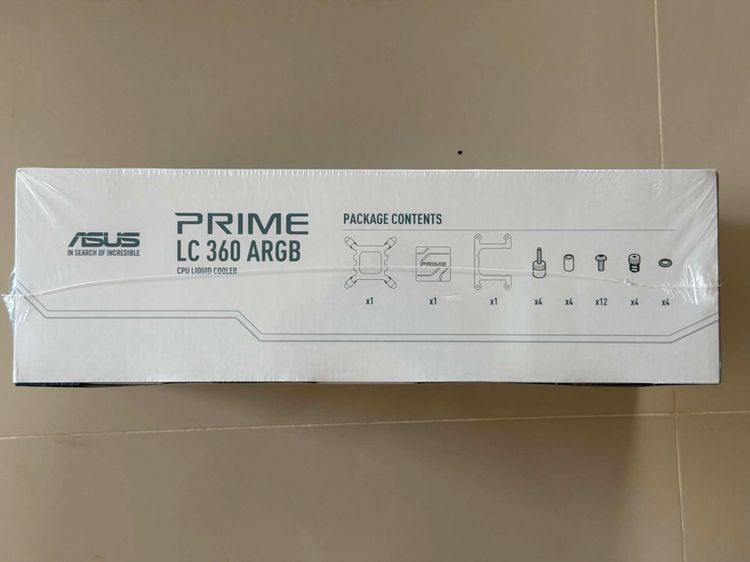 ASUS
IN SEARCH OF INCREDIBLE
PRIME
LC 360 ARGB
CPU LIQUID COOLER
PACKAGE CONTENTS
PRIME
x1
x1
x1
x4
x4
x12
x4
x4